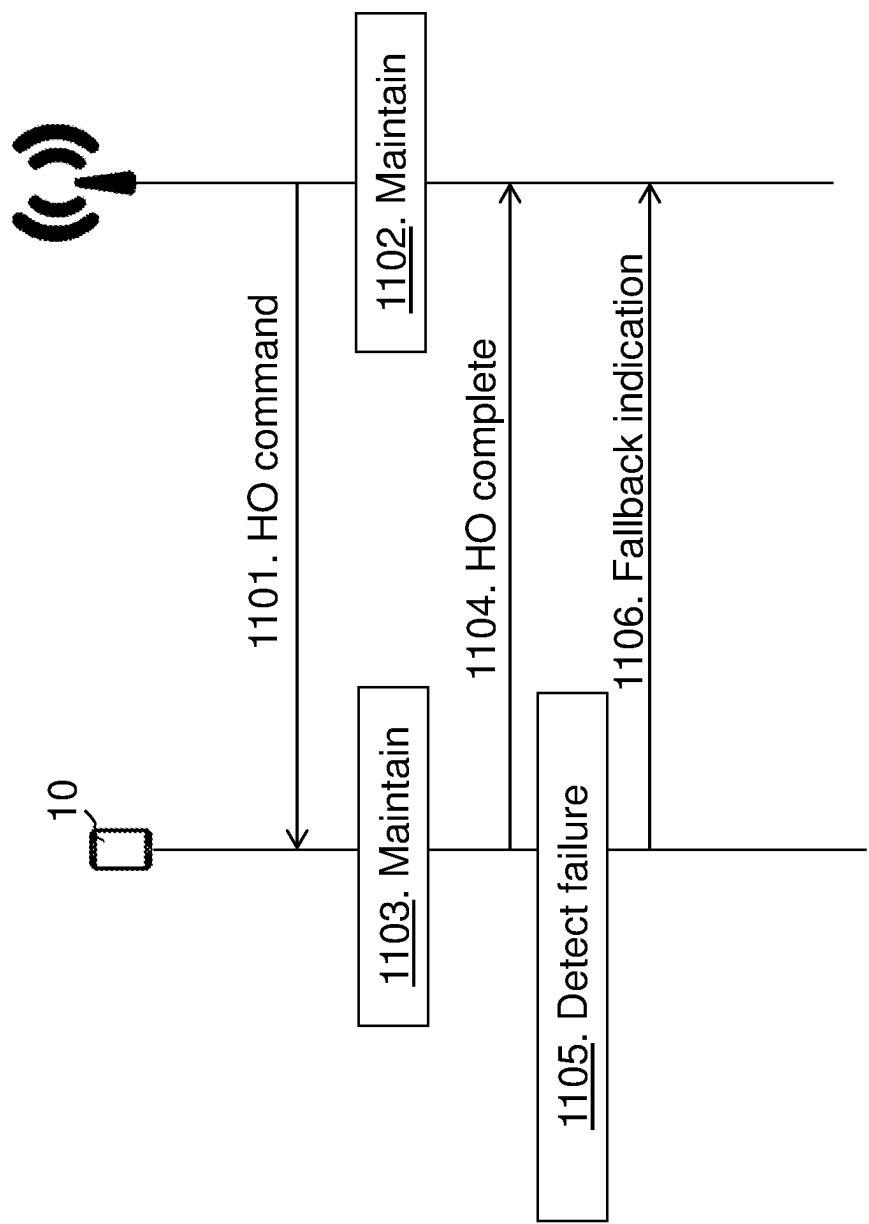 10
1101. HO command
1102. Maintain
1103. Maintain
1104. HO complete
1105. Detect failure
1106. Fallback indication